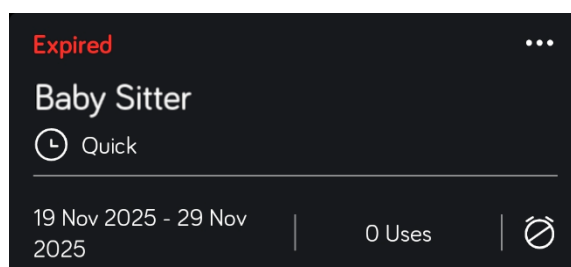 Expired
Baby Sitter
Quick
19 Nov 2025 - 29 Nov
2025
0 Uses